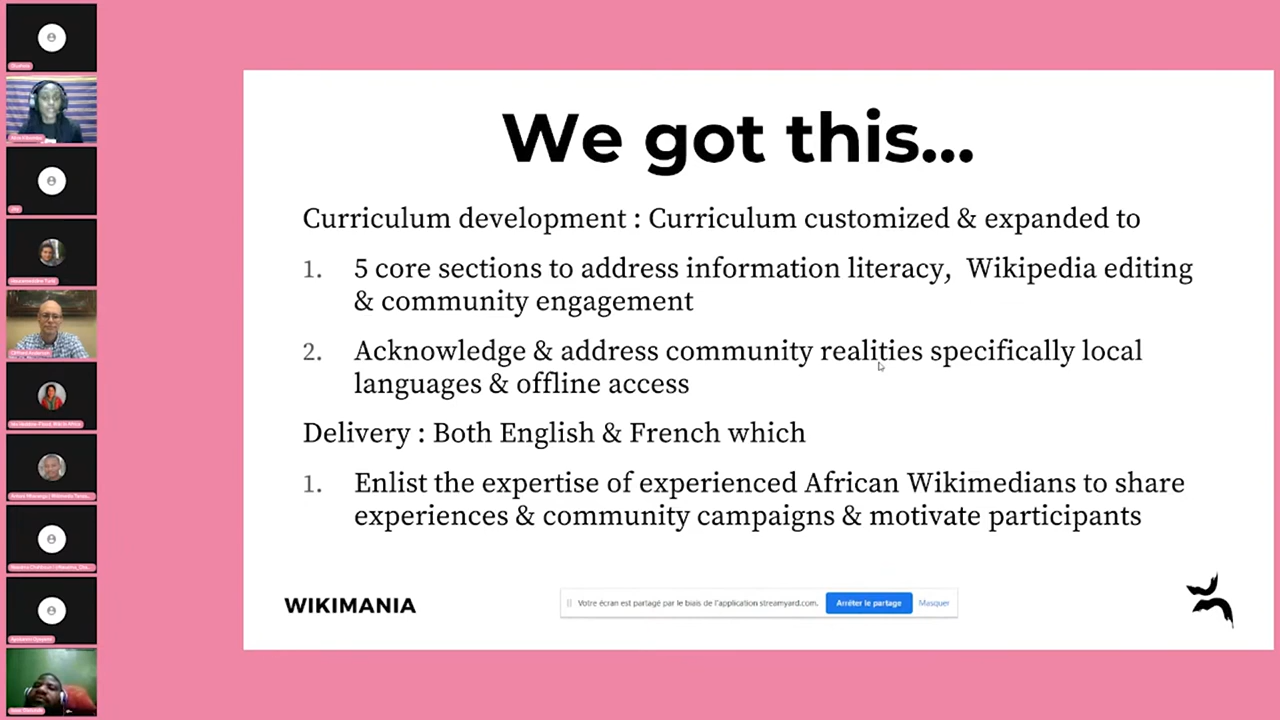 We got this...
Curriculum development : Curriculum customized & expanded to
1. 5 core sections to address information literacy, Wikipedia editing
& community engagement
2. Acknowledge & address community realities specifically local
languages & offline access
Delivery : Both English & French which
1. Enlist the expertise of experienced African Wikimedians to share
experiences & community campaigns & motivate participants
WIKIMANIA
Votre écran est partagé par le biais de l'application streamyard.com.
Arrêter le partage
Masquer
Clifford Anderson